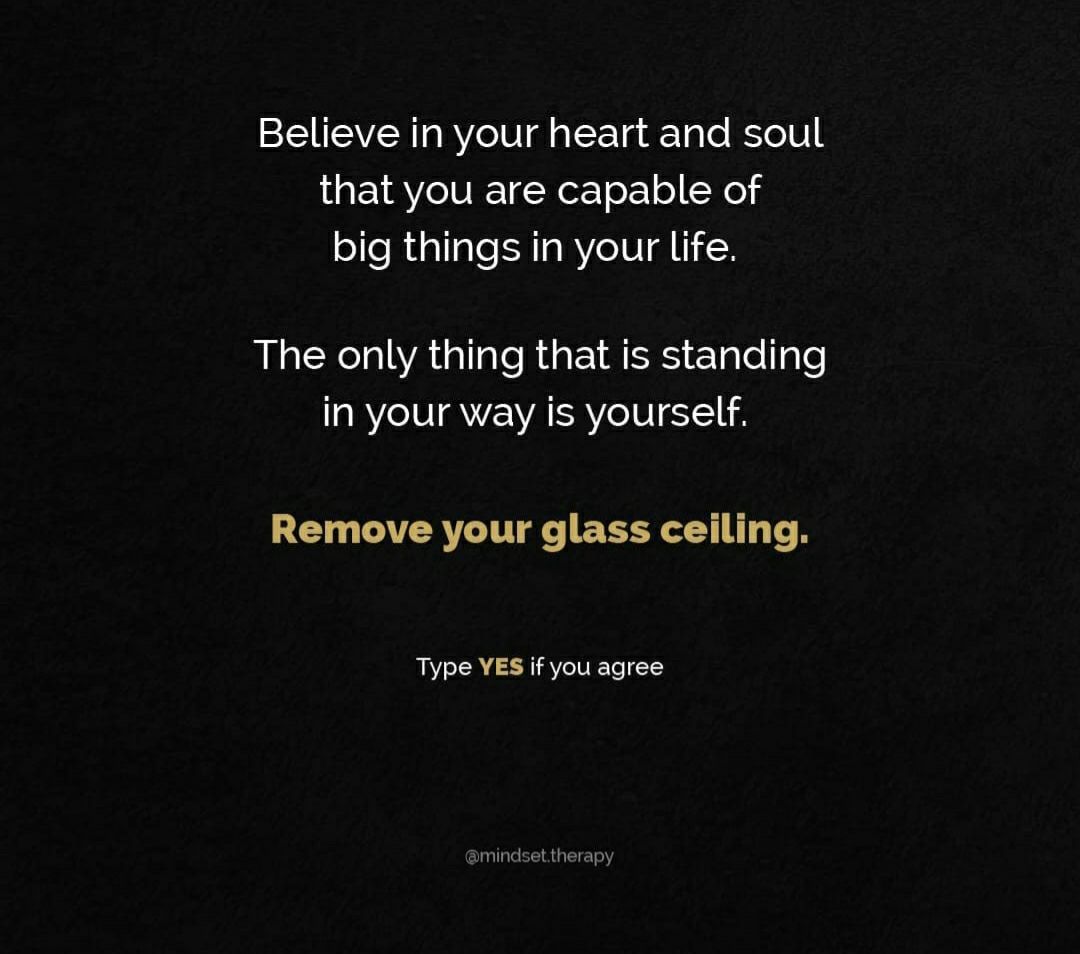 Believe in your heart and soul
that you are capable of
big things in your life.
The only thing that is standing
in your way is yourself.
Remove your glass ceiling.
Type YES if you agree
@mindset.therapy